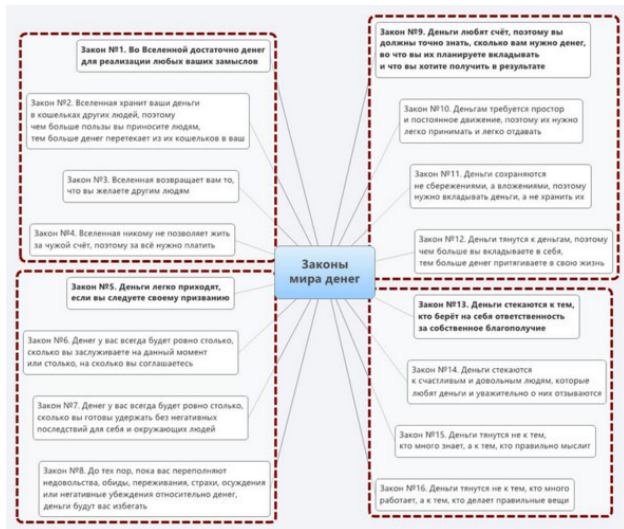 Закон №1. Во Вселенной достаточно денег
для реализации любых ваших замыслов
Закон №2. Вселенная хранит ваши деньги
в кошельках других людей, поэтому
чем больше пользы вы приносите людям,
тем больше денег перетекает из их кошельков в ваш
Закон №3. Вселенная возвращает вам то,
что вы желаете другим людям
Закон №4. Вселенная никому не позволяет жить
за чужой счёт, поэтому за всё нужно платить
Закон №5. Деньги легко приходят,
если вы следуете своему призванию
Закон №6. Денег у вас всегда будет ровно столько,
сколько вы заслуживаете на данный момент
или столько, на сколько вы соглашаетесь
Закон №7. Денег у вас всегда будет ровно столько,
сколько вы готовы удержать без негативных
последствий для себя и окружающих людей
Закон №8. До тех пор, пока вас переполняют
недовольства, обиды, переживания, страхи, осуждения
или негативные убеждения относительно денег,
деньги будут вас избегать
Законы
мира денег
Закон №9. Деньги любят счёт, поэтому вы
должны точно знать, сколько вам нужно денег,
во что вы их планируете вкладывать
и что вы хотите получить в результате
Закон №10. Деньгам требуется простор
и постоянное движение, поэтому их нужно
легко принимать и легко отдавать
Закон №11. Деньги сохраняются
не сбережениями, а вложениями, поэтому
нужно вкладывать деньги, а не хранить их
Закон №12. Деньги тянутся к деньгам, поэтому
чем больше вы вкладываете в себя,
тем больше денег притягиваете в свою жизнь
Закон №13. Деньги стекаются к тем,
кто берёт на себя ответственность
за собственное благополучие
Закон №14. Деньги стекаются
к счастливым и довольным людям, которые
любят деньги и уважительно о них отзываются
Закон №15. Деньги тянутся не к тем,
кто много знает, а к тем, кто правильно мыслит
Закон №16. Деньги тянутся не к тем, кто много
работает, а к тем, кто делает правильные вещи